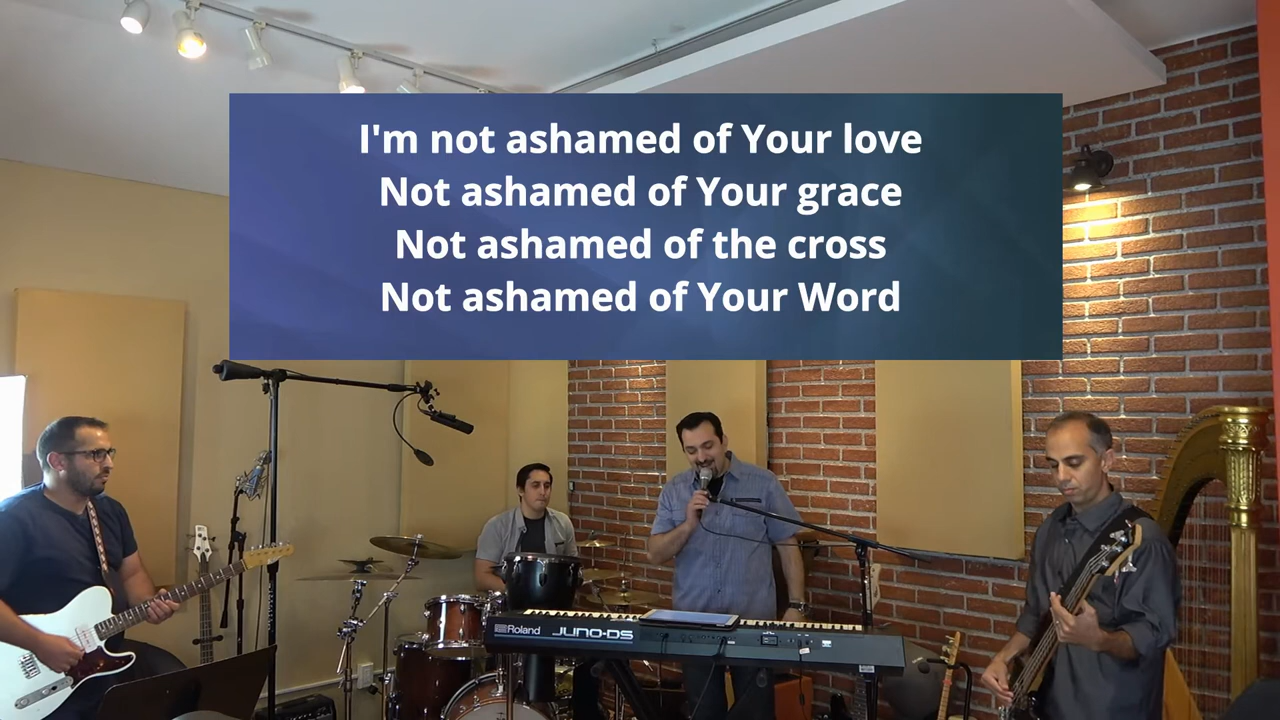 I'm not ashamed of Your love
Not ashamed of Your grace
Not ashamed of the cross
Not ashamed of Your Word
Roland JUNO-DS